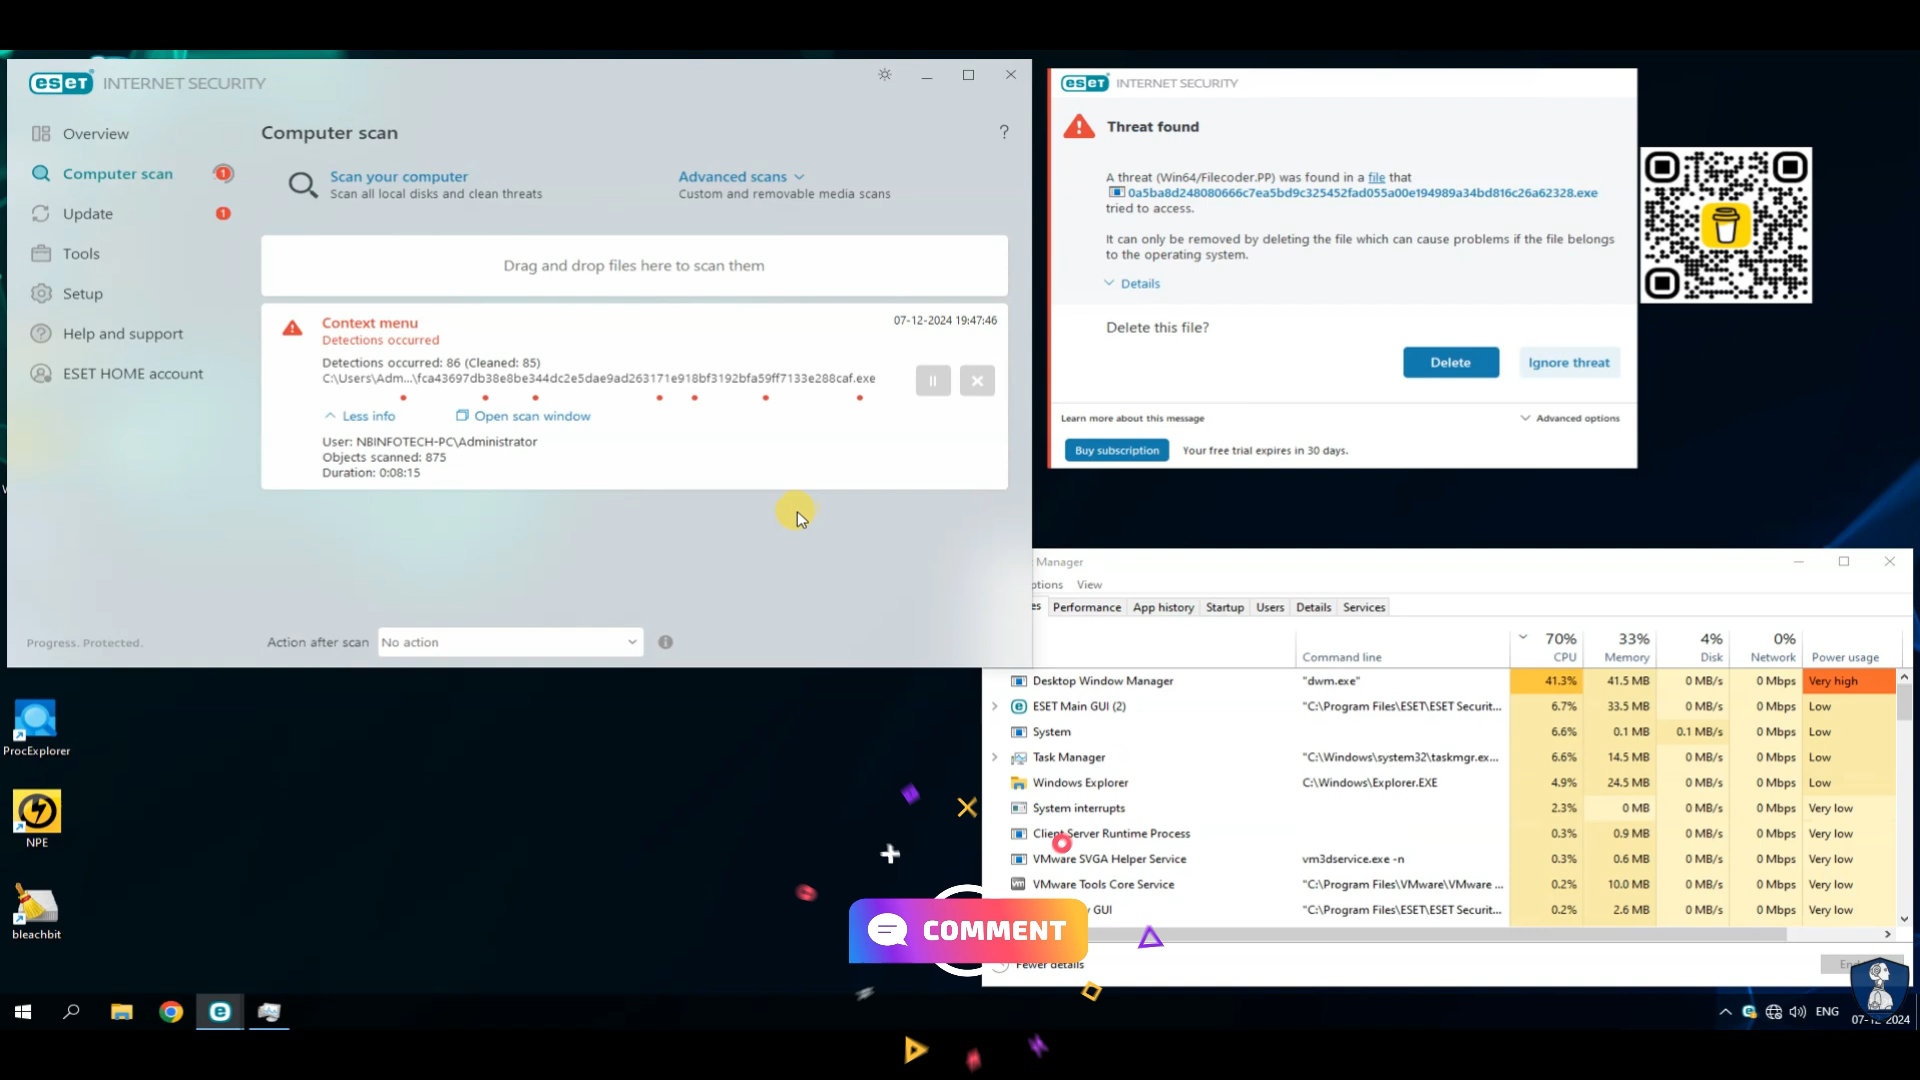 eseT INTERNET SECURITY
Overview
Computer scan
1
Update
1
Tools
Setup
Help and support
ESET HOME account
Progress. Protected.
Computer scan
?
Scan your computer
Scan all local disks and clean threats
Advanced scans
Custom and removable media scans
Drag and drop files here to scan them
Context menu
07-12-2024 19:47:46
Detections occurred
Detections occurred: 86 (Cleaned: 85)
C:\Users\Adm...\fca43697db38e8be344dc2e5dae9ad263171e918bf3192bfa59ff7133e288caf.exe
Less info
Open scan window
User: NBINFOTECH-PC\Administrator
Objects scanned: 875
Duration: 0:08:15
Action after scan
No action
eseT INTERNET SECURITY
Threat found
A threat (Win64/Filecoder.PP) was found in a file that
0a5ba8d248080666c7ea5bd9c325452fad055a00e194989a34bd816c26a62328.exe
tried to access.
It can only be removed by deleting the file which can cause problems if the file belongs
to the operating system.
Details
Delete this file?
Delete
Ignore threat
Learn more about this message
Advanced options
Buy subscription
Your free trial expires in 30 days.
Manager
ptions View
es Performance App history Startup Users Details Services
70% 33% 4% 0%
Command line CPU Memory Disk Network Power usage
Desktop Window Manager "dwm.exe" 41.3% 41.5 MB 0 MB/s 0 Mbps Very high
ESET Main GUI (2) "C:\Program Files\ESET\ESET Securit... 6.7% 33.5 MB 0 MB/s 0 Mbps Low
System 6.6% 0.1 MB 0.1 MB/s 0 Mbps Low
Task Manager "C:\Windows\system32\taskmgr.ex... 6.6% 14.5 MB 0 MB/s 0 Mbps Low
Windows Explorer C:\Windows\Explorer.EXE 4.9% 24.5 MB 0 MB/s 0 Mbps Low
System interrupts 2.3% 0 MB 0 MB/s 0 Mbps Very low
Client Server Runtime Process 0.3% 0.9 MB 0 MB/s 0 Mbps Very low
VMware SVGA Helper Service vm3dservice.exe -n 0.3% 0.6 MB 0 MB/s 0 Mbps Very low
VMware Tools Core Service "C:\Program Files\VMware\VMware ... 0.2% 10.0 MB 0 MB/s 0 Mbps Very low
y GUI "C:\Program Files\ESET\ESET Securit... 0.2% 2.6 MB 0 MB/s 0 Mbps Very low
Fewer details
ProcExplorer
NPE
bleachbit
COMMENT
ENG
07-12-2024